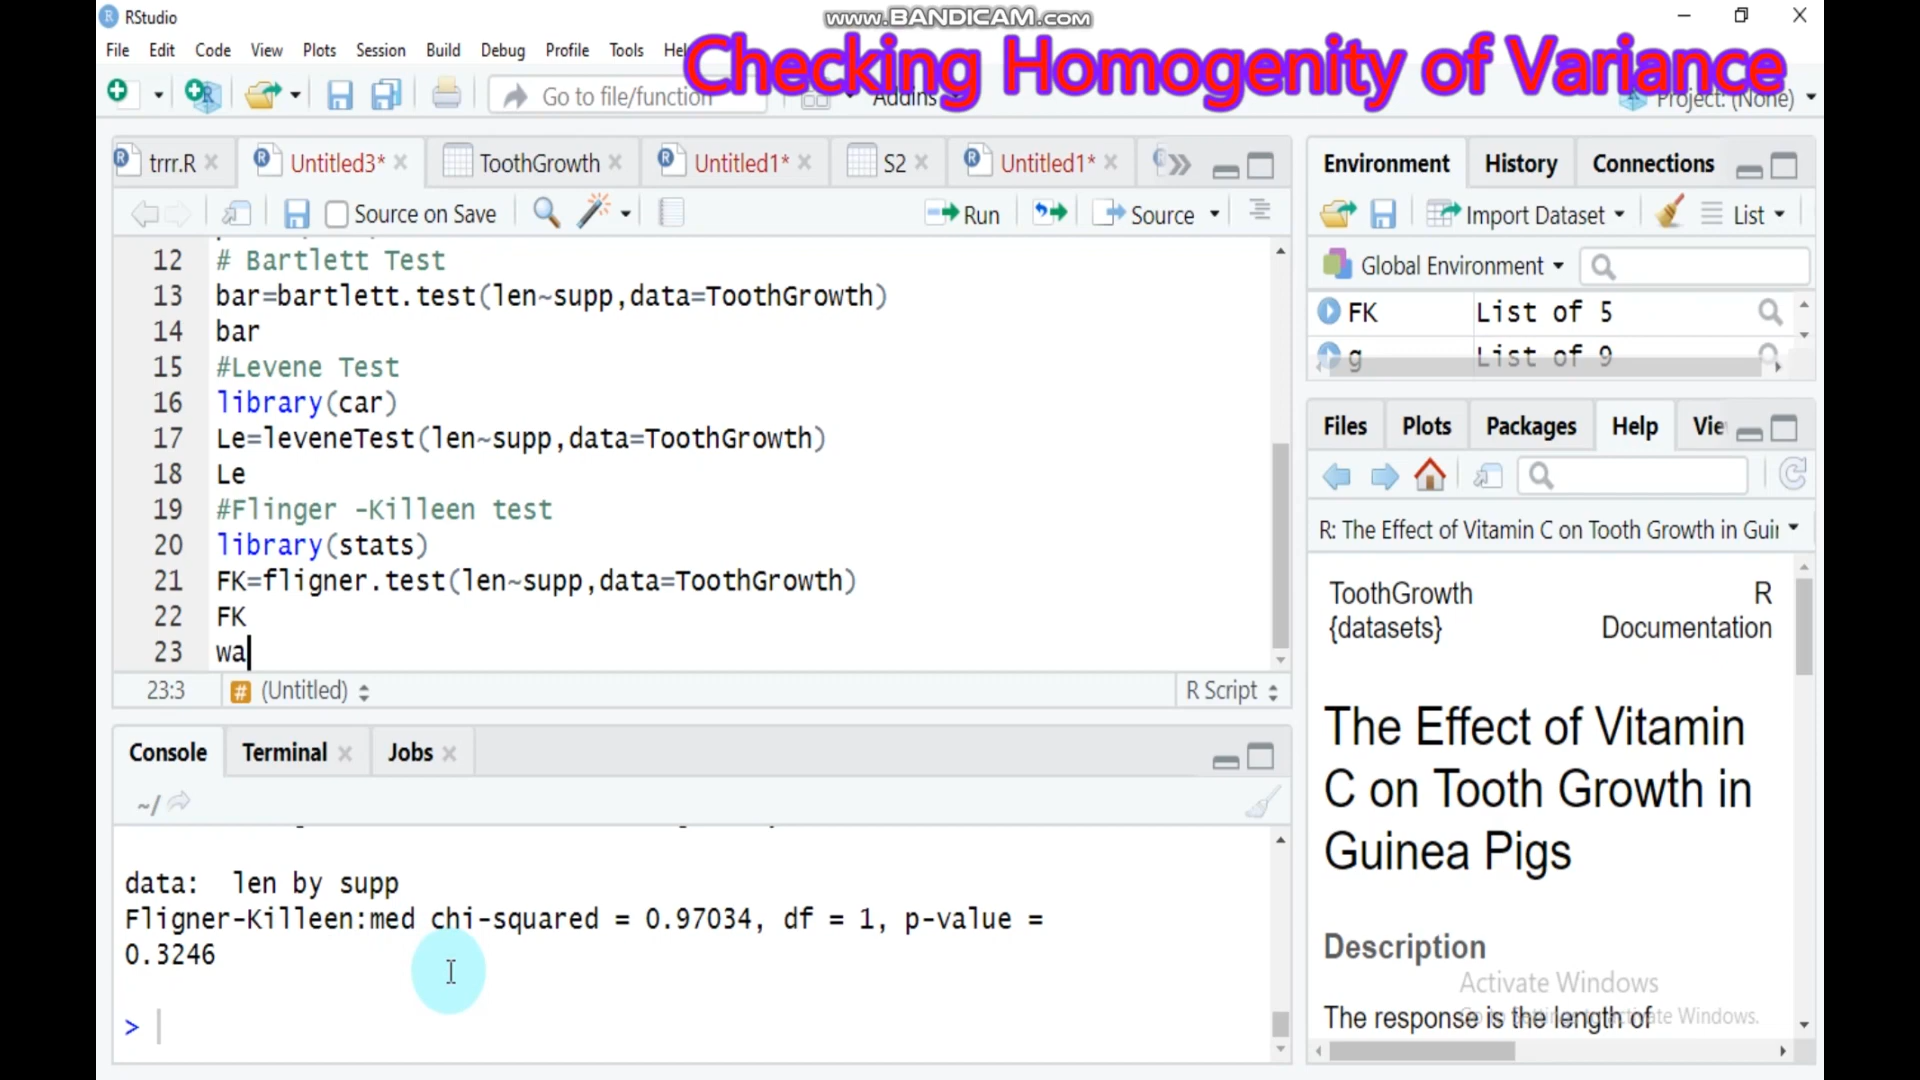 RStudio
www.BANDICAM.com
File Edit Code View Plots Session Build Debug Profile Tools
Checking Homogenity of Variance
Go to file/function
Addins
Project: (None)
trrr.R
Untitled3*
ToothGrowth
Untitled1*
S2
Untitled1*
Source on Save
Run
Source
12 # Bartlett Test
13 bar=bartlett.test(len~supp,data=ToothGrowth)
14 bar
15 #Levene Test
16 library(car)
17 Le=leveneTest(len~supp,data=ToothGrowth)
18 Le
19 #Flinger -Killeen test
20 library(stats)
21 FK=fligner.test(len~supp,data=ToothGrowth)
22 FK
23 wa
23:3
# (Untitled)
R Script
Console Terminal Jobs
~/
data: len by supp
Fligner-Killeen:med chi-squared = 0.97034, df = 1, p-value =
0.3246
>
Environment History Connections
Import Dataset
List
Global Environment
FK List of 5
g List of 9
Files Plots Packages Help Vie
R: The Effect of Vitamin C on Tooth Growth in Gui
ToothGrowth R
{datasets} Documentation
The Effect of Vitamin
C on Tooth Growth in
Guinea Pigs
Description
Activate Windows
The response is the length of